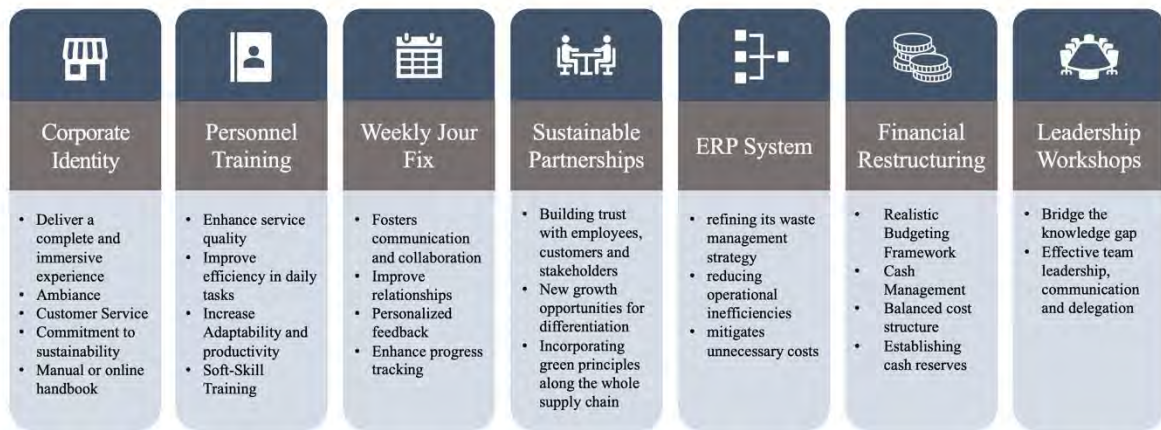 Corporate
Identity
• Deliver a
complete and
immersive
experience
• Ambiance
• Customer Service
• Commitment to
sustainability
• Manual or online
handbook
Personnel
Training
• Enhance service
quality
• Improve
efficiency in daily
tasks
• Increase
Adaptability and
productivity
• Soft-Skill
Training
Weekly Jour
Fix
• Fosters
communication
and collaboration
• Improve
relationships
• Personalized
feedback
• Enhance progress
tracking
Sustainable
Partnerships
• Building trust
with employees,
customers and
stakeholders
• New growth
opportunities for
differentiation
• Incorporating
green principles
along the whole
supply chain
ERP System
• refining its waste
management
strategy
• reducing
operational
inefficiencies
• mitigates
unnecessary costs
Financial
Restructuring
• Realistic
Budgeting
Framework
• Cash
Management
• Balanced cost
structure
• Establishing
cash reserves
Leadership
Workshops
• Bridge the
knowledge gap
• Effective team
leadership,
communication
and delegation